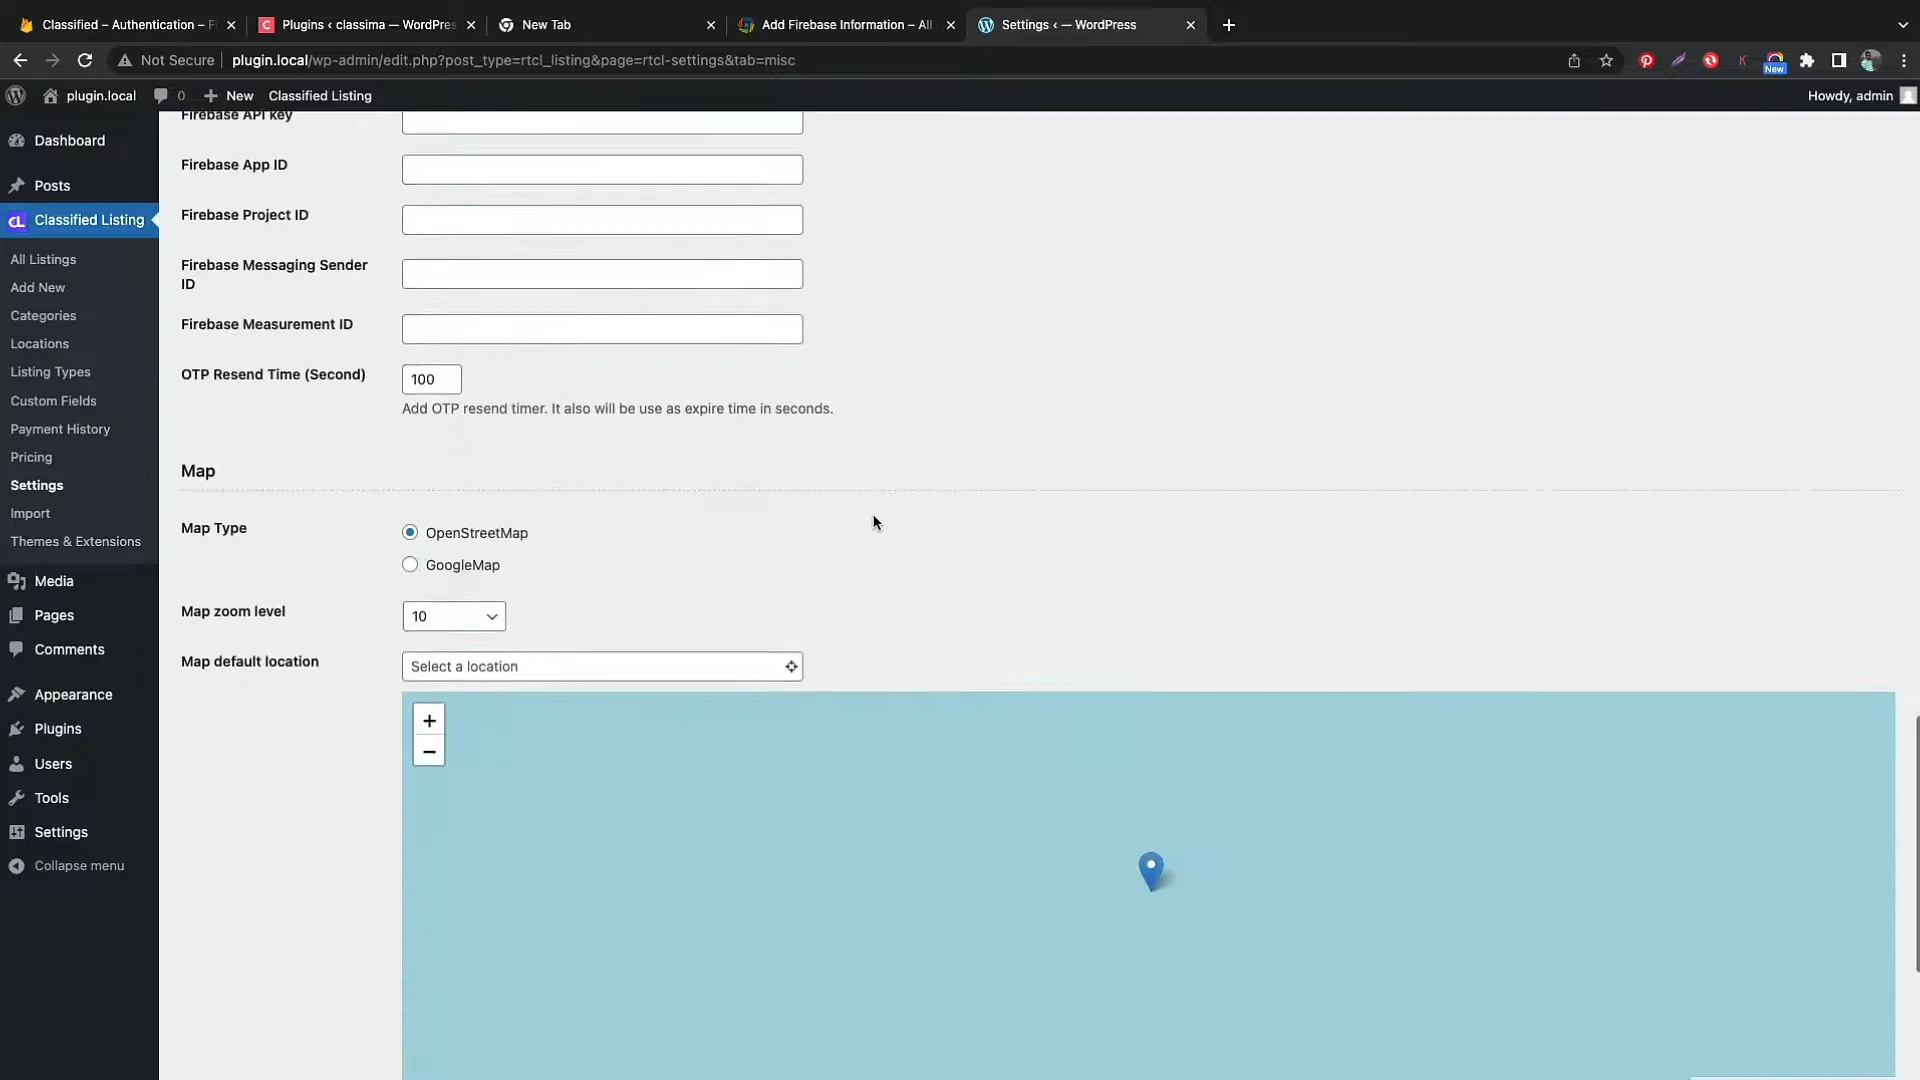 Classified – Authentication – F
Plugins ‹ classima — WordPres
New Tab
Add Firebase Information – All
Settings ‹ — WordPress
Not Secure
plugin.local/wp-admin/edit.php?post_type=rtcl_listing&page=rtcl-settings&tab=misc
New
plugin.local
0
New
Classified Listing
Howdy, admin
Dashboard
Posts
CL
Classified Listing
All Listings
Add New
Categories
Locations
Listing Types
Custom Fields
Payment History
Pricing
Settings
Import
Themes & Extensions
Media
Pages
Comments
Appearance
Plugins
Users
Tools
Settings
Collapse menu
Firebase API key
Firebase App ID
Firebase Project ID
Firebase Messaging Sender
ID
Firebase Measurement ID
OTP Resend Time (Second)
100
Add OTP resend timer. It also will be use as expire time in seconds.
Map
Map Type
OpenStreetMap
GoogleMap
Map zoom level
10
Map default location
Select a location
+
−